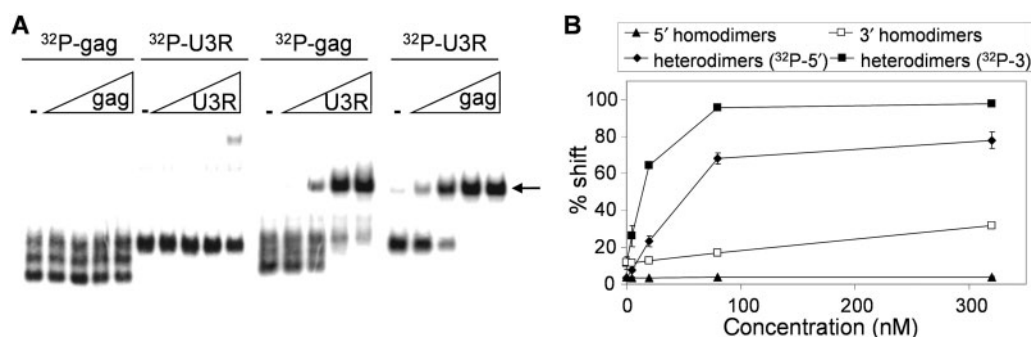 A
³²P-gag
³²P-U3R
³²P-gag
³²P-U3R
- gag
- U3R
- U3R
- gag
B
5′ homodimers
3′ homodimers
heterodimers (³²P-5′)
heterodimers (³²P-3)
% shift
100
80
60
40
20
0
0
100
200
300
Concentration (nM)